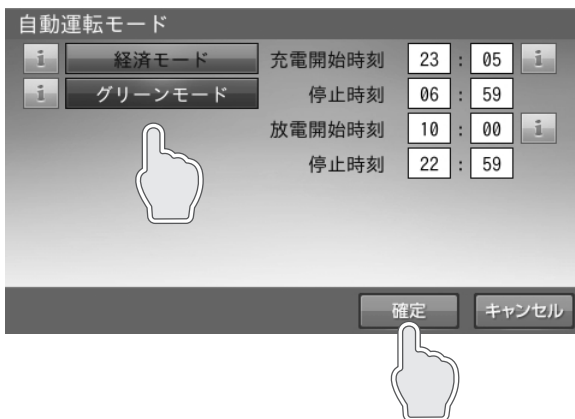 自動運転モード
i 経済モード 充電開始時刻 23 : 05 i
i グリーンモード 停止時刻 06 : 59
放電開始時刻 10 : 00 i
停止時刻 22 : 59
確定 キャンセル